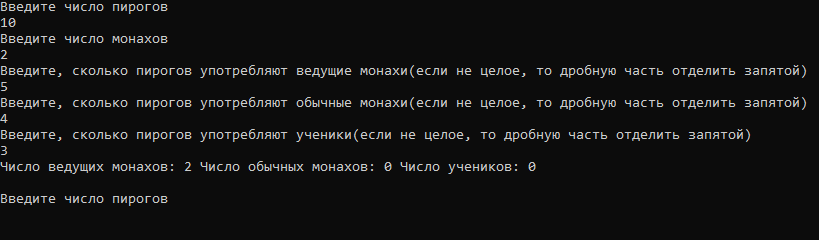 Введите число пирогов
10
Введите число монахов
2
Введите, сколько пирогов употребляют ведущие монахи(если не целое, то дробную часть отделить запятой)
5
Введите, сколько пирогов употребляют обычные монахи(если не целое, то дробную часть отделить запятой)
4
Введите, сколько пирогов употребляют ученики(если не целое, то дробную часть отделить запятой)
3
Число ведущих монахов: 2 Число обычных монахов: 0 Число учеников: 0
Введите число пирогов